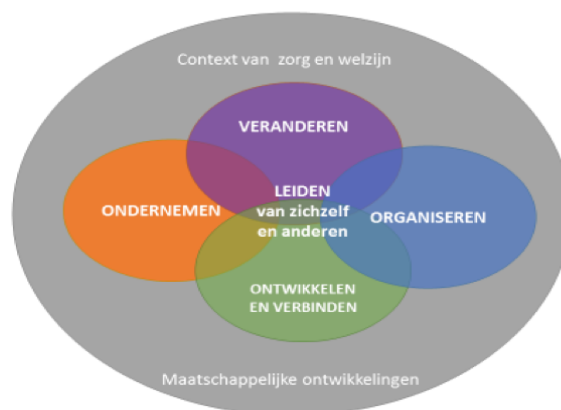 Context van zorg en welzijn
VERANDEREN
ONDERNEMEN
LEIDEN
van zichzelf
en anderen
ORGANISEREN
ONTWIKKELEN
EN VERBINDEN
Maatschappelijke ontwikkelingen